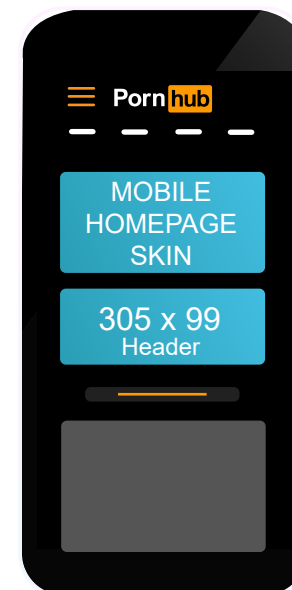 Pornhub
MOBILE
HOMEPAGE
SKIN
305 x 99
Header